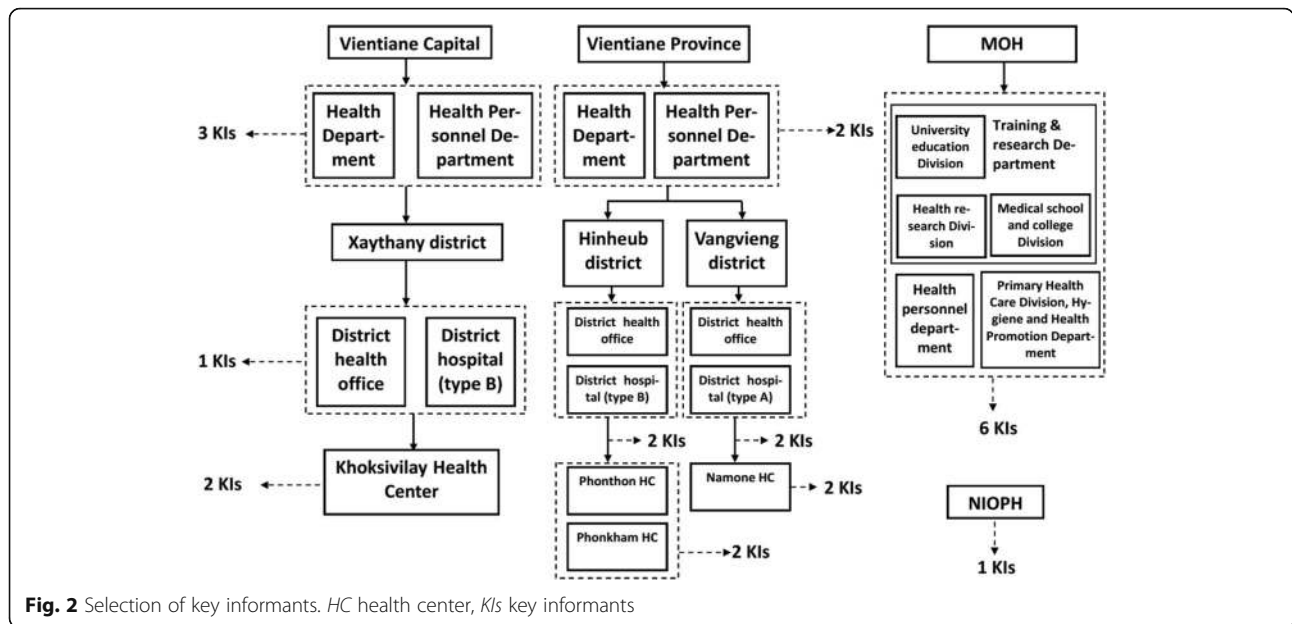 Vientiane Capital
Vientiane Province
MOH
Health
Depart-
ment
Health Per-
sonnel De-
partment
3 KIs
Health
Depart-
ment
Health Per-
sonnel De-
partment
2 KIs
University
education
Division
Training &
research De-
partment
Health re-
search Divi-
sion
Medical school
and college
Division
Health
personnel
depart-
ment
Primary Health
Care Division, Hy-
giene and Health
Promotion Depart-
ment
6 KIs
Xaythany district
Hinheub
district
Vangvieng
district
District
health
office
District
hospital
(type B)
1 KIs
District health
office
District hospi-
tal (type B)
District health
office
District hospi-
tal (type A)
2 KIs
2 KIs
Khoksivilay Health
Center
2 KIs
Phonthon HC
Phonkham HC
2 KIs
Namone HC
2 KIs
NIOPH
1 KIs
Fig. 2 Selection of key informants. HC health center, KIs key informants